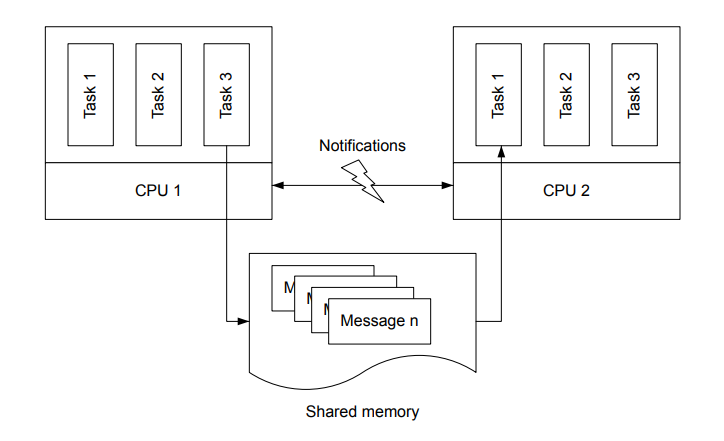 Task 1
Task 2
Task 3
Task 1
Task 2
Task 3
Notifications
CPU 1
CPU 2
M
M
M
Message n
Shared memory